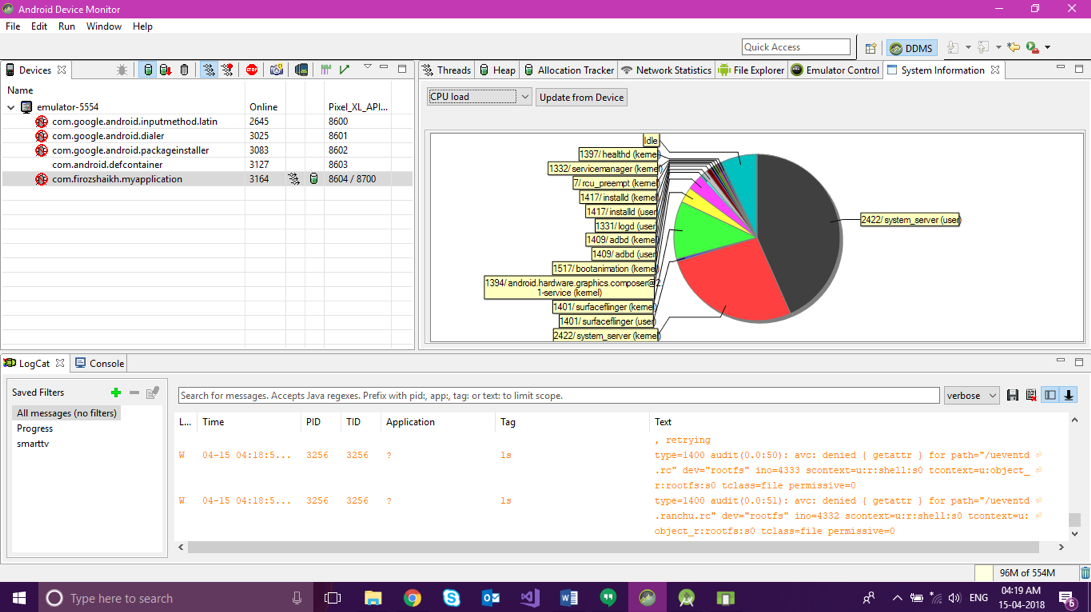 Android Device Monitor
File Edit Run Window Help
Quick Access
DDMS
Devices
Threads Heap Allocation Tracker Network Statistics File Explorer Emulator Control System Information
Name
emulator-5554 Online Pixel_XL_API...
com.google.android.inputmethod.latin 2645 8600
com.google.android.dialer 3025 8601
com.google.android.packageinstaller 3083 8602
com.android.defcontainer 3127 8603
com.firozshaikh.myapplication 3164 8604 / 8700
CPU load Update from Device
Idle
1397/ healthd (kernel)
1332/ servicemanager (kernel)
7/ rcu_preempt (kernel)
1417/ installd (kernel)
1417/ installd (user)
1331/ logd (user)
1409/ adbd (kernel)
1409/ adbd (user)
1517/ bootanimation (kernel)
1394/ android.hardware.graphics.composer@2.
1-service (kernel)
1401/ surfaceflinger (kernel)
1401/ surfaceflinger (user)
2422/ system_server (kernel)
2422/ system_server (user)
LogCat Console
Saved Filters
All messages (no filters)
Progress
smarttv
Search for messages. Accepts Java regexes. Prefix with pid:, app:, tag: or text: to limit scope.
verbose
L... Time PID TID Application Tag Text
, retrying
W 04-15 04:18:5... 3256 3256 ? ls type=1400 audit(0.0:50): avc: denied { getattr } for path="/ueventd
.rc" dev="rootfs" ino=4333 scontext=u:r:shell:s0 tcontext=u:object_
r:rootfs:s0 tclass=file permissive=0
W 04-15 04:18:5... 3256 3256 ? ls type=1400 audit(0.0:51): avc: denied { getattr } for path="/ueventd
.ranchu.rc" dev="rootfs" ino=4332 scontext=u:r:shell:s0 tcontext=u:
object_r:rootfs:s0 tclass=file permissive=0
96M of 554M
Type here to search
ENG
04:19 AM
15-04-2018
6